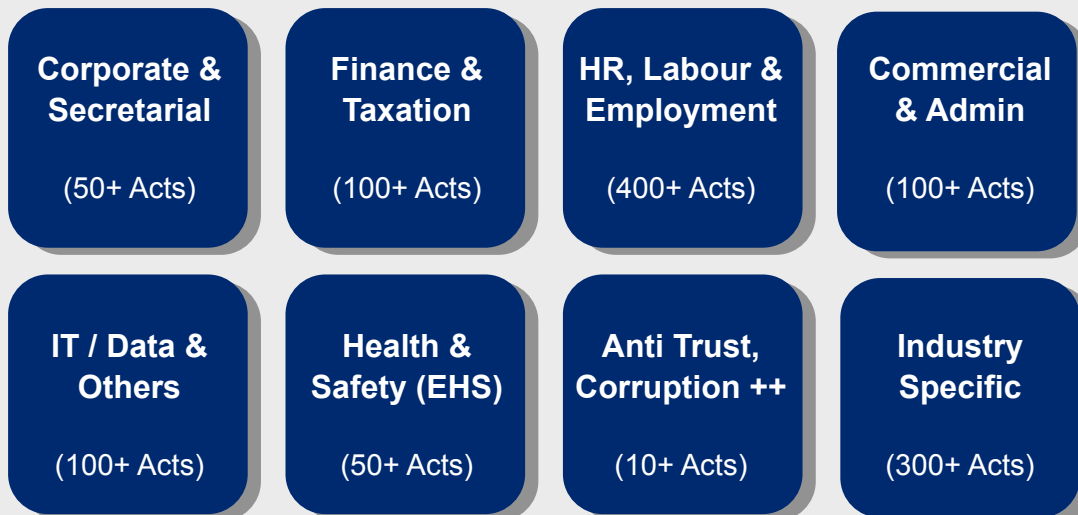 Corporate &
Secretarial
(50+ Acts)
Finance &
Taxation
(100+ Acts)
HR, Labour &
Employment
(400+ Acts)
Commercial
& Admin
(100+ Acts)
IT / Data &
Others
(100+ Acts)
Health &
Safety (EHS)
(50+ Acts)
Anti Trust,
Corruption ++
(10+ Acts)
Industry
Specific
(300+ Acts)